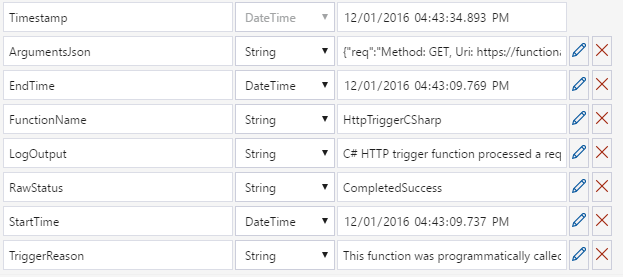 Timestamp DateTime 12/01/2016 04:43:34.893 PM
ArgumentsJson String {"req":"Method: GET, Uri: https://functiona
EndTime DateTime 12/01/2016 04:43:09.769 PM
FunctionName String HttpTriggerCSharp
LogOutput String C# HTTP trigger function processed a req
RawStatus String CompletedSuccess
StartTime DateTime 12/01/2016 04:43:09.737 PM
TriggerReason String This function was programmatically called